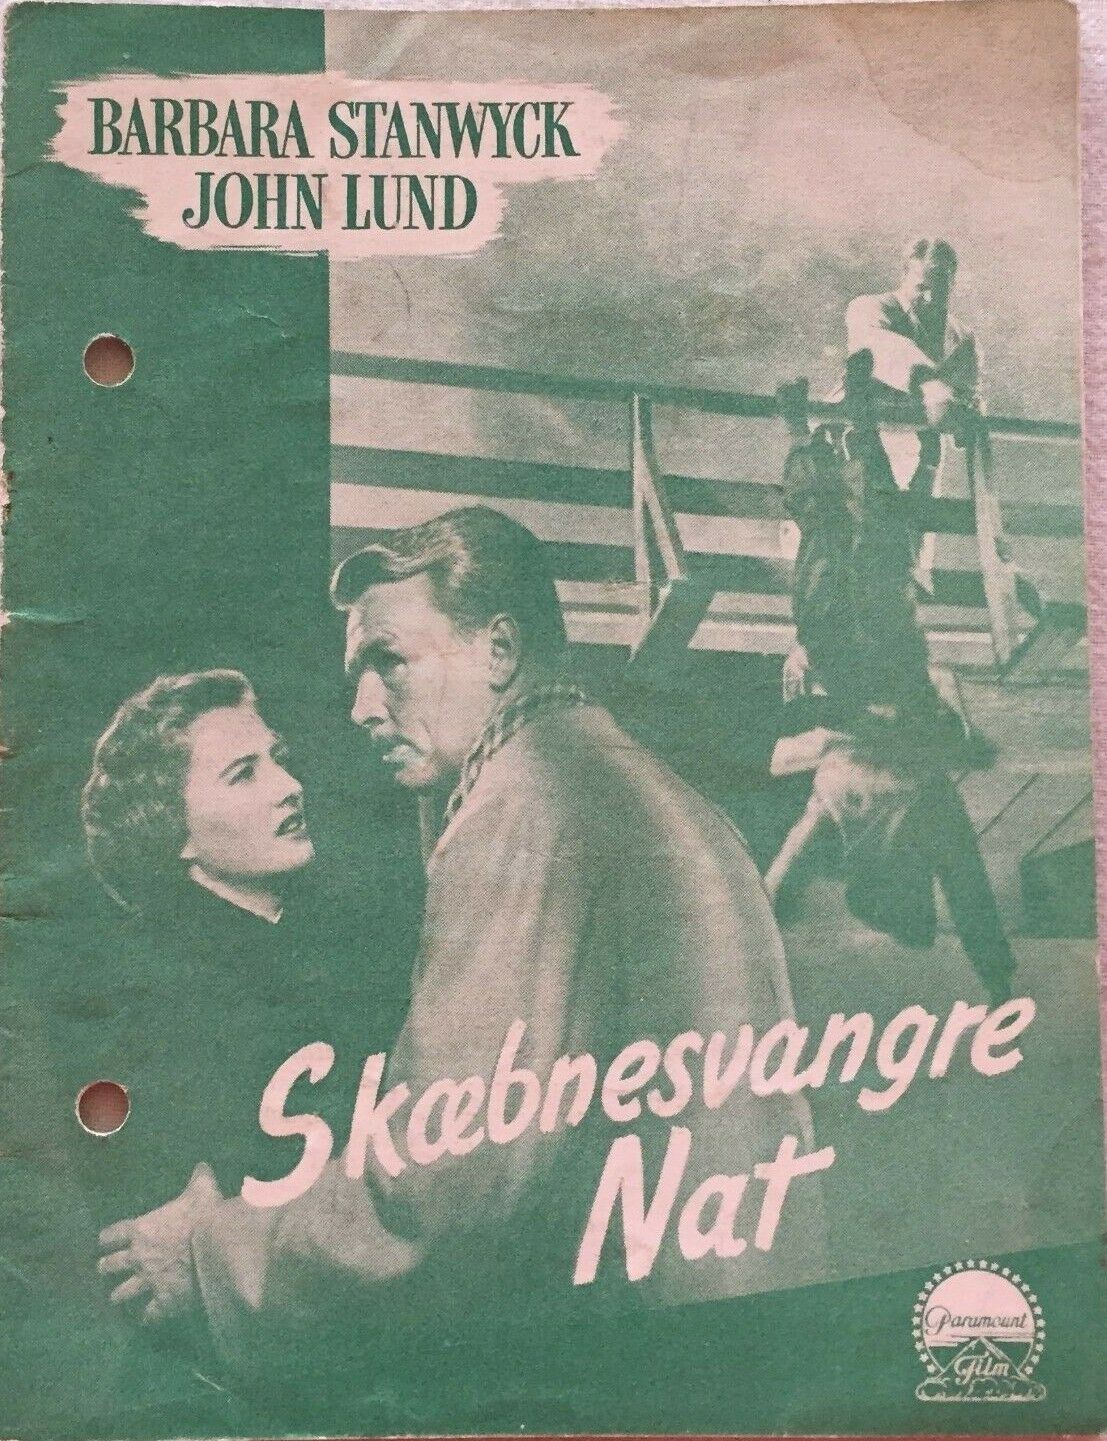 BARBARA STANWYCK
JOHN LUND
Skæbnesvangre
Nat
Paramount
Film